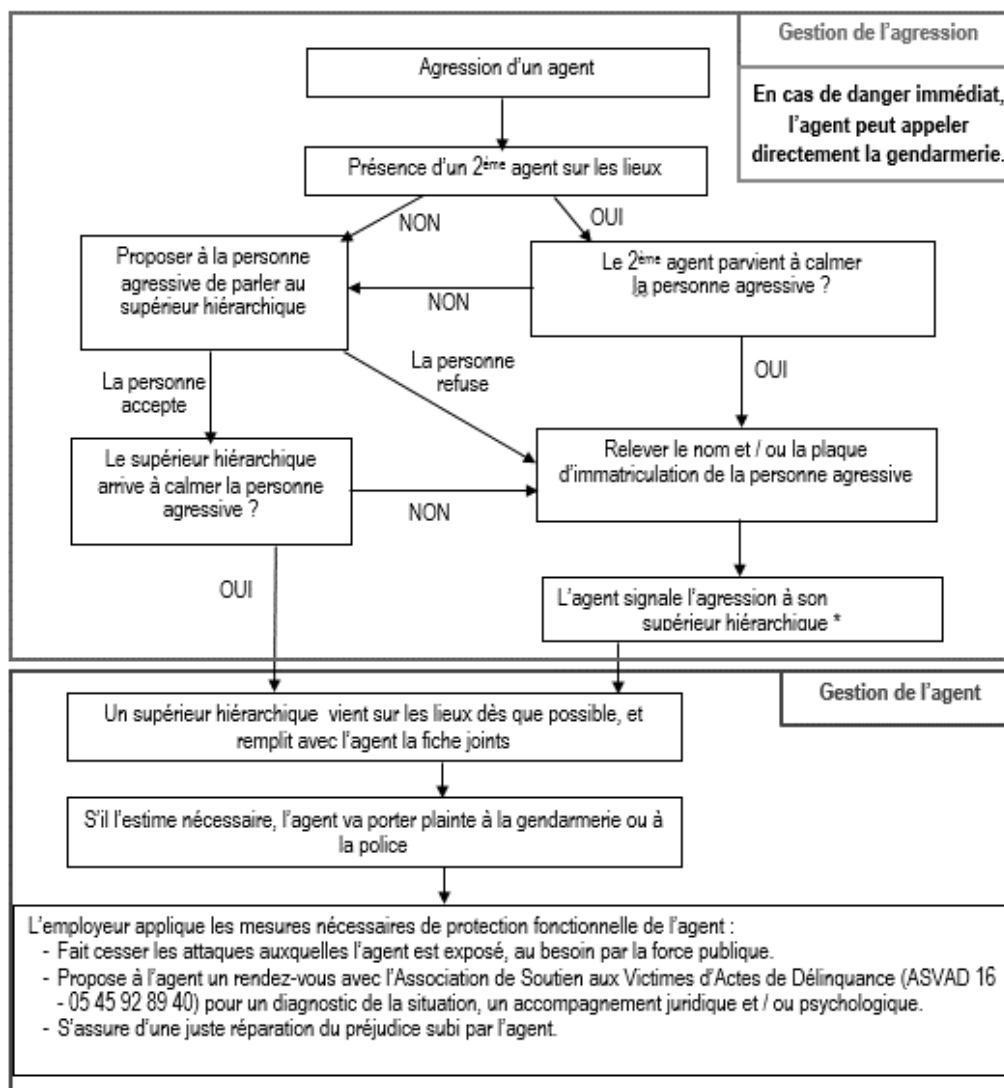 Gestion de l'agression
En cas de danger immédiat,
l'agent peut appeler
directement la gendarmerie.
Agression d'un agent
Présence d'un 2ème agent sur les lieux
NON
OUI
Proposer à la personne
agressive de parler au
supérieur hiérarchique
Le 2ème agent parvient à calmer
la personne agressive ?
NON
La personne
accepte
La personne
refuse
OUI
Le supérieur hiérarchique
arrive à calmer la personne
agressive ?
Relever le nom et / ou la plaque
d'immatriculation de la personne agressive
NON
OUI
L'agent signale l'agression à son
supérieur hiérarchique *
Gestion de l'agent
Un supérieur hiérarchique vient sur les lieux dès que possible, et
remplit avec l'agent la fiche joints
S'il l'estime nécessaire, l'agent va porter plainte à la gendarmerie ou à
la police
L'employeur applique les mesures nécessaires de protection fonctionnelle de l'agent :
- Fait cesser les attaques auxquelles l'agent est exposé, au besoin par la force publique.
- Propose à l'agent un rendez-vous avec l'Association de Soutien aux Victimes d'Actes de Délinquance (ASVAD 16
- 05 45 92 89 40) pour un diagnostic de la situation, un accompagnement juridique et / ou psychologique.
- S'assure d'une juste réparation du préjudice subi par l'agent.